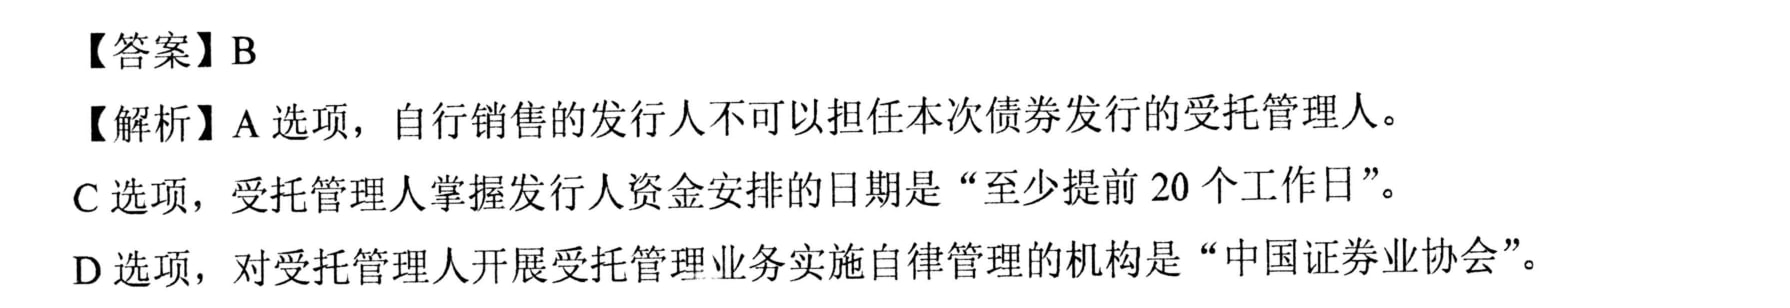 【答案】B
【解析】A 选项，自行销售的发行人不可以担任本次债券发行的受托管理人。
C 选项，受托管理人掌握发行人资金安排的日期是“至少提前 20 个工作日”。
D 选项，对受托管理人开展受托管理业务实施自律管理的机构是“中国证券业协会”。